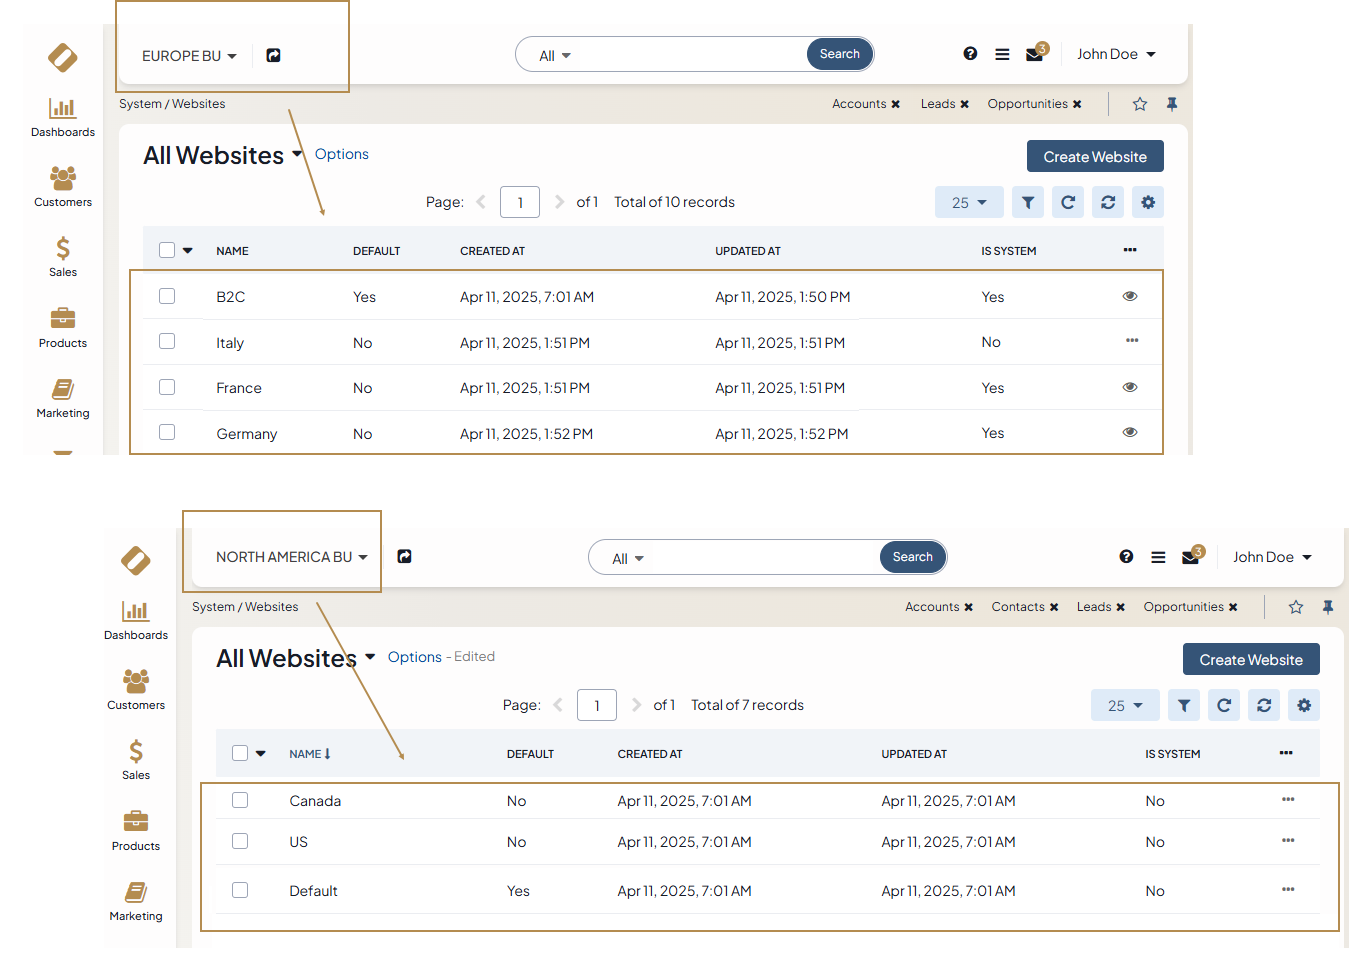 EUROPE BU
All
Search
3
John Doe
System / Websites
Accounts
Leads
Opportunities
Dashboards
Customers
Sales
Products
Marketing
All Websites
Options
Create Website
Page:
1
of 1
Total of 10 records
25
NAME DEFAULT CREATED AT UPDATED AT IS SYSTEM
B2C Yes Apr 11, 2025, 7:01 AM Apr 11, 2025, 1:50 PM Yes
Italy No Apr 11, 2025, 1:51 PM Apr 11, 2025, 1:51 PM No
France No Apr 11, 2025, 1:51 PM Apr 11, 2025, 1:51 PM Yes
Germany No Apr 11, 2025, 1:52 PM Apr 11, 2025, 1:52 PM Yes
NORTH AMERICA BU
All
Search
3
John Doe
System / Websites
Accounts
Contacts
Leads
Opportunities
Dashboards
Customers
Sales
Products
Marketing
All Websites
Options - Edited
Create Website
Page:
1
of 1
Total of 7 records
25
NAME DEFAULT CREATED AT UPDATED AT IS SYSTEM
Canada No Apr 11, 2025, 7:01 AM Apr 11, 2025, 7:01 AM No
US No Apr 11, 2025, 7:01 AM Apr 11, 2025, 7:01 AM No
Default Yes Apr 11, 2025, 7:01 AM Apr 11, 2025, 7:01 AM No